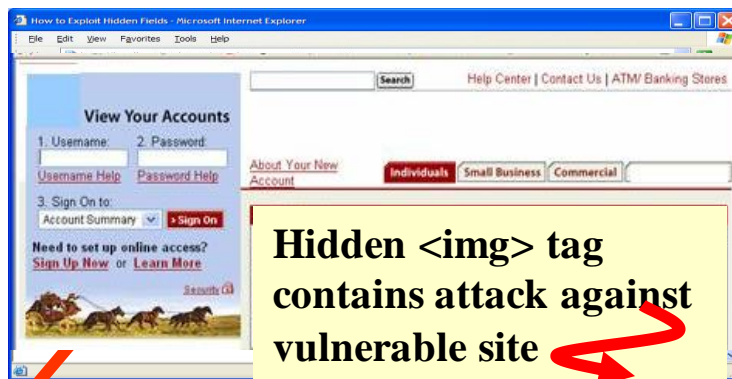 How to Exploit Hidden Fields - Microsoft Internet Explorer
File Edit View Favorites Tools Help
Search
Help Center | Contact Us | ATM/ Banking Stores
View Your Accounts
1. Username: 2. Password:
Username Help Password Help
3. Sign On to:
Account Summary > Sign On
Need to set up online access?
Sign Up Now or Learn More
Security
About Your New
Account
Individuals Small Business Commercial
Hidden <img> tag
contains attack against
vulnerable site